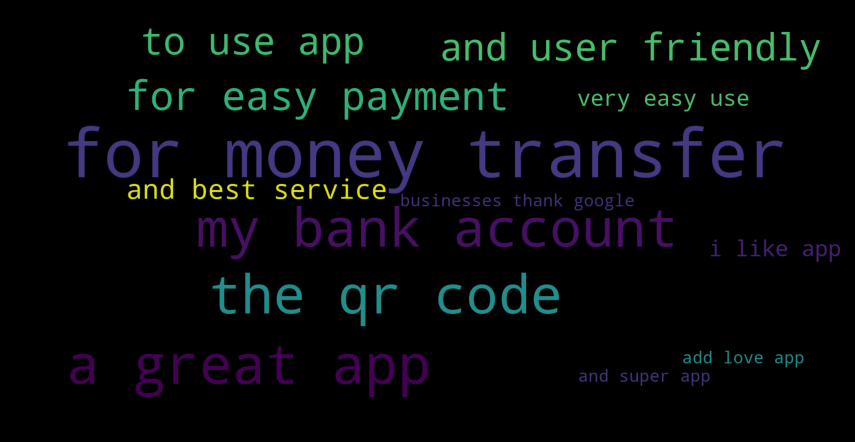 to use app
and user friendly
for easy payment
very easy use
for money transfer
and best service
businesses thank google
my bank account
i like app
the qr code
a great app
add love app
and super app